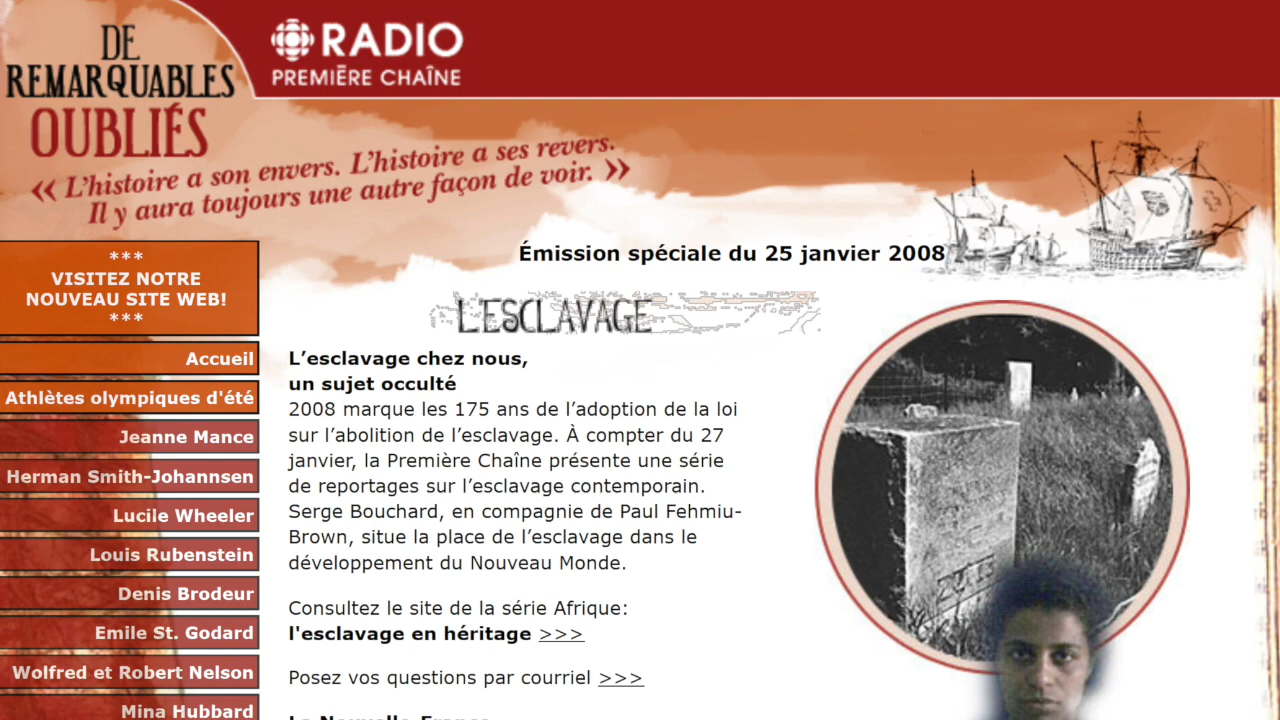 DE
REMARQUABLES
OUBLIÉS
RADIO
PREMIÈRE CHAÎNE
« L'histoire a son envers. L'histoire a ses revers.
Il y aura toujours une autre façon de voir. »
***
VISITEZ NOTRE
NOUVEAU SITE WEB!
***
Accueil
Athlètes olympiques d'été
Jeanne Mance
Herman Smith-Johannsen
Lucile Wheeler
Louis Rubenstein
Denis Brodeur
Emile St. Godard
Wolfred et Robert Nelson
Mina Hubbard
Émission spéciale du 25 janvier 2008
L'ESCLAVAGE
L’esclavage chez nous,
un sujet occulté
2008 marque les 175 ans de l’adoption de la loi
sur l’abolition de l’esclavage. À compter du 27
janvier, la Première Chaîne présente une série
de reportages sur l’esclavage contemporain.
Serge Bouchard, en compagnie de Paul Fehmiu-
Brown, situe la place de l’esclavage dans le
développement du Nouveau Monde.
Consultez le site de la série Afrique:
l'esclavage en héritage >>>
Posez vos questions par courriel >>>
La Nouvelle-France